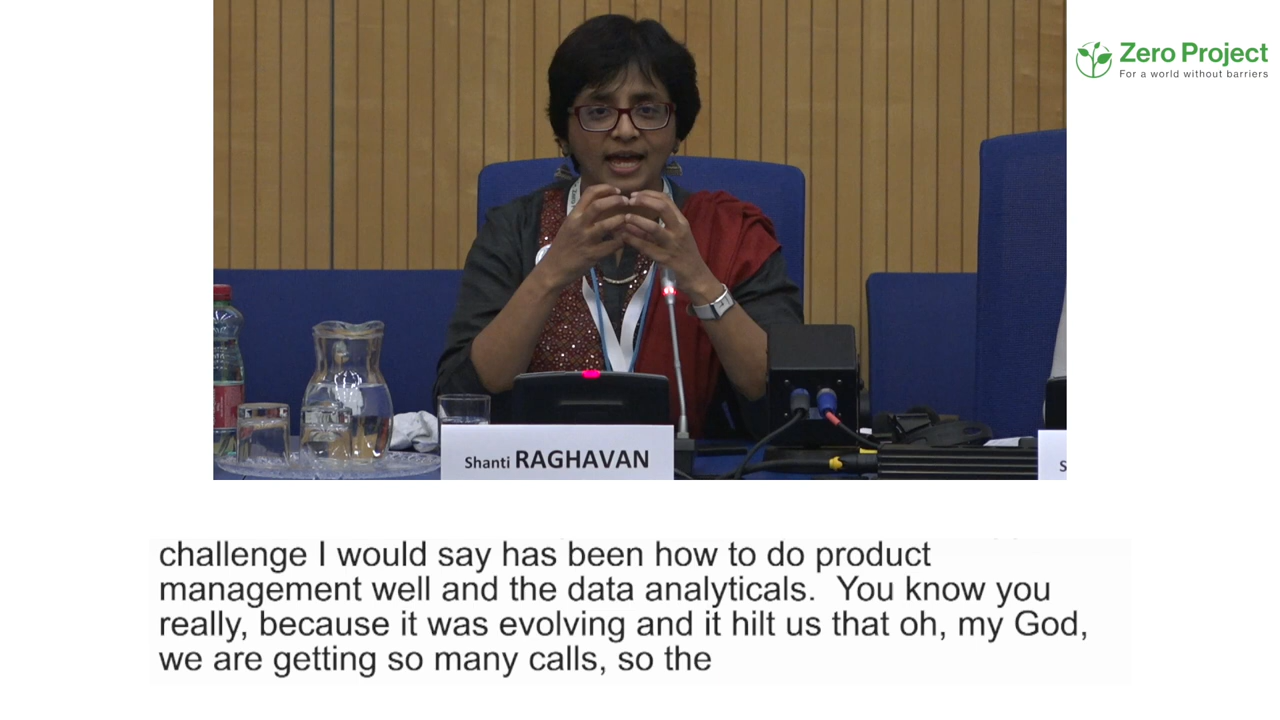 Zero Project
For a world without barriers
Shanti RAGHAVAN
S
challenge I would say has been how to do product
management well and the data analyticals.  You know you
really, because it was evolving and it hilt us that oh, my God,
we are getting so many calls, so the